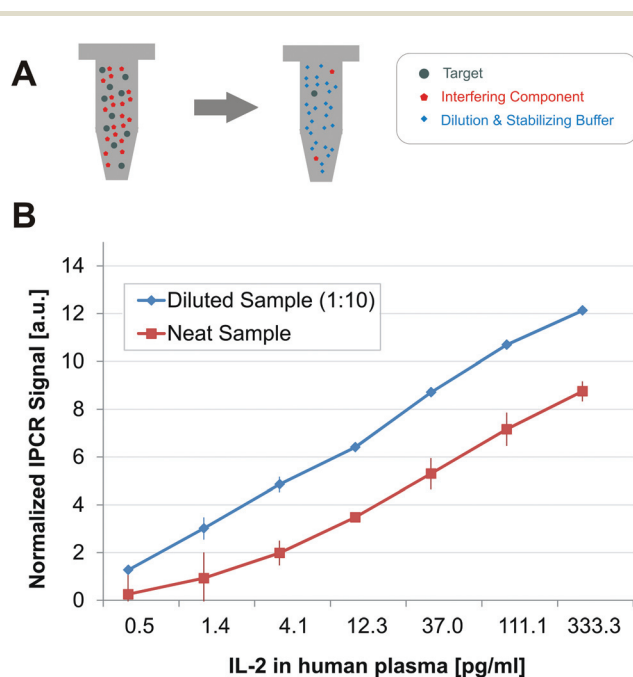 A
Target
Interfering Component
Dilution & Stabilizing Buffer
B
Normalized IPCR Signal [a.u.]
14
12
10
8
6
4
2
0
Diluted Sample (1:10)
Neat Sample
0.5 1.4 4.1 12.3 37.0 111.1 333.3
IL-2 in human plasma [pg/ml]